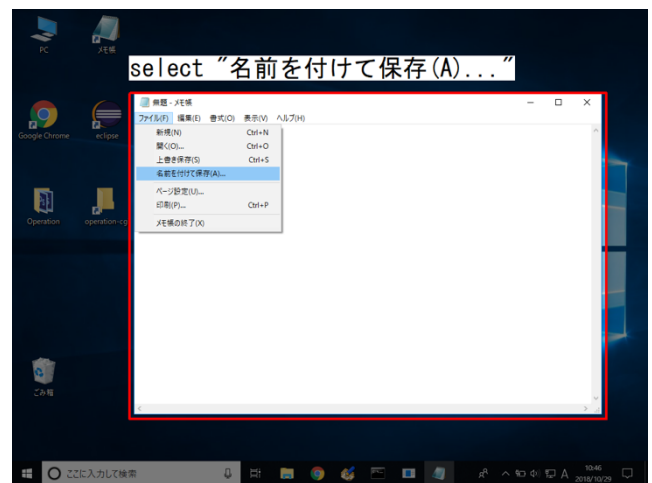 PC
メモ帳
select "名前を付けて保存(A)..."
無題 - メモ帳
ファイル(F) 編集(E) 書式(O) 表示(V) ヘルプ(H)
新規(N) Ctrl+N
開く(O)... Ctrl+O
上書き保存(S) Ctrl+S
名前を付けて保存(A)...
ページ設定(U)...
印刷(P)... Ctrl+P
メモ帳の終了(X)
Google Chrome
eclipse
Operation
operation-cg
ごみ箱
ここに入力して検索
A
10:46
2018/10/29